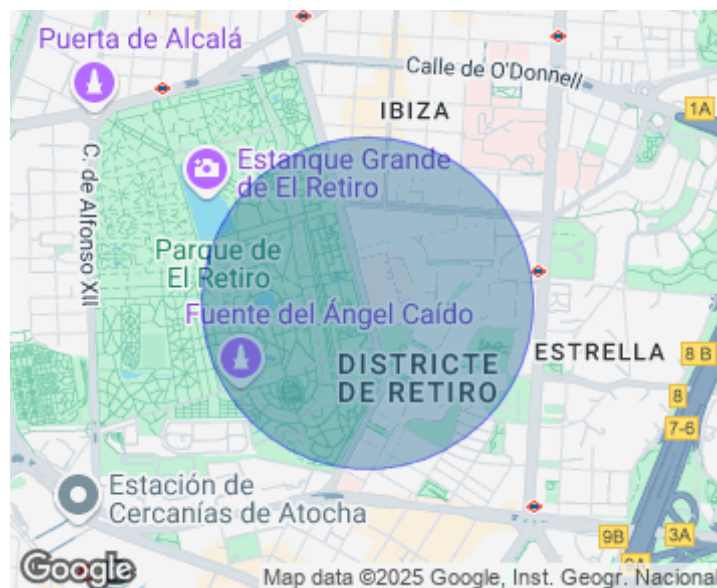 Puerta de Alcalá
Calle de O'Donnell
1A
IBIZA
C. de Alfonso XII
Estanque Grande
de El Retiro
Parque de
El Retiro
Fuente del Ángel Caído
DISTRICTE
DE RETIRO
ESTRELLA
8 B
8
7-6
Estación de
Cercanías de Atocha
9B
3A
Google
Map data ©2025 Google, Inst. Geogr. Nacional